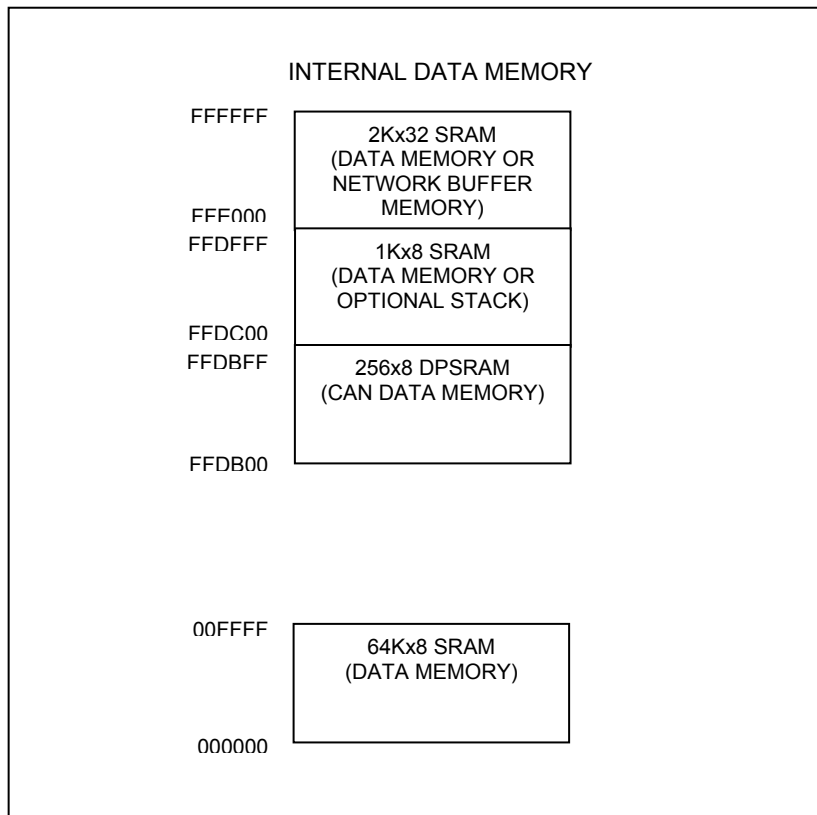 INTERNAL DATA MEMORY
FFFFFF
2Kx32 SRAM
(DATA MEMORY OR
NETWORK BUFFER
MEMORY)
FFE000
FFDFFF
1Kx8 SRAM
(DATA MEMORY OR
OPTIONAL STACK)
FFDC00
FFDBFF
256x8 DPSRAM
(CAN DATA MEMORY)
FFDB00
00FFFF
64Kx8 SRAM
(DATA MEMORY)
000000